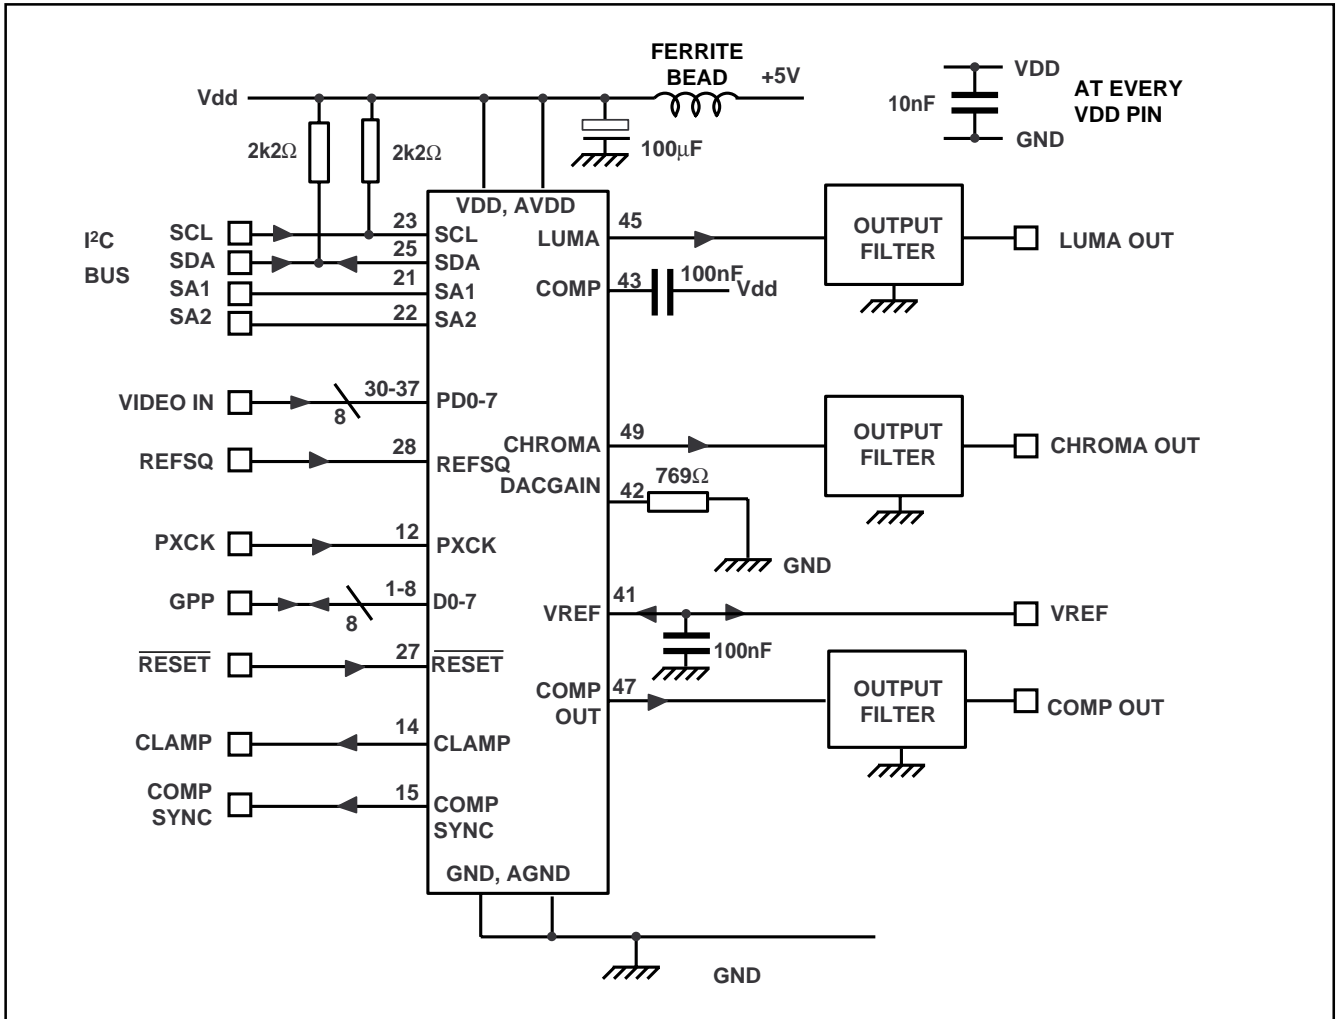 FERRITE
BEAD
+5V
Vdd
VDD
10nF
AT EVERY
VDD PIN
GND
100μF
2k2Ω
2k2Ω
VDD, AVDD
I²C
BUS
SCL
23
SCL
SDA
25
SDA
SA1
21
SA1
SA2
22
SA2
LUMA
45
OUTPUT
FILTER
LUMA OUT
COMP
43
100nF
Vdd
VIDEO IN
8
30-37
PD0-7
REFSQ
28
REFSQ
CHROMA
49
OUTPUT
FILTER
CHROMA OUT
DACGAIN
42
769Ω
GND
PXCK
12
PXCK
GPP
8
1-8
D0-7
VREF
41
VREF
100nF
RESET
27
RESET
COMP
OUT
47
OUTPUT
FILTER
COMP OUT
CLAMP
14
CLAMP
COMP
SYNC
15
COMP
SYNC
GND, AGND
GND